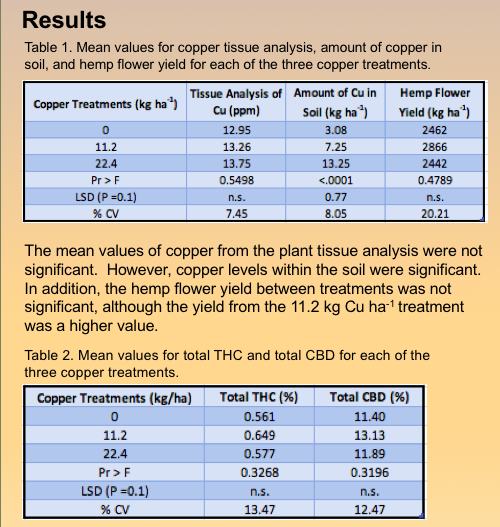 Results
Table 1. Mean values for copper tissue analysis, amount of copper in
soil, and hemp flower yield for each of the three copper treatments.
Copper Treatments (kg ha⁻¹) Tissue Analysis of Cu (ppm) Amount of Cu in Soil (kg ha⁻¹) Hemp Flower Yield (kg ha⁻¹)
0 12.95 3.08 2462
11.2 13.26 7.25 2866
22.4 13.75 13.25 2442
Pr > F 0.5498 <.0001 0.4789
LSD (P =0.1) n.s. 0.77 n.s.
% CV 7.45 8.05 20.21
The mean values of copper from the plant tissue analysis were not
significant. However, copper levels within the soil were significant.
In addition, the hemp flower yield between treatments was not
significant, although the yield from the 11.2 kg Cu ha⁻¹ treatment
was a higher value.
Table 2. Mean values for total THC and total CBD for each of the
three copper treatments.
Copper Treatments (kg/ha) Total THC (%) Total CBD (%)
0 0.561 11.40
11.2 0.649 13.13
22.4 0.577 11.89
Pr > F 0.3268 0.3196
LSD (P =0.1) n.s. n.s.
% CV 13.47 12.47